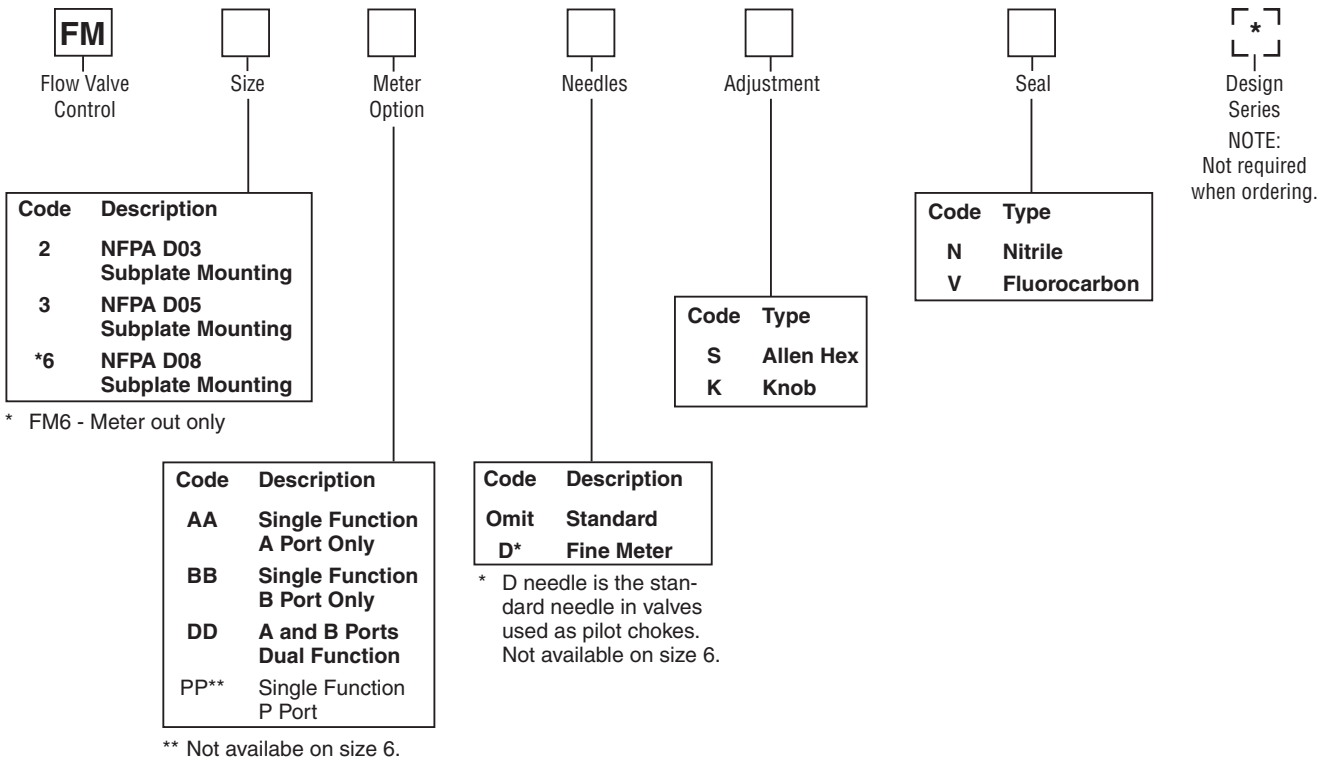 FM
*
Flow Valve
Control
Size
Meter
Option
Needles
Adjustment
Seal
Design
Series
NOTE:
Not required
when ordering.
Code Description
2 NFPA D03
Subplate Mounting
3 NFPA D05
Subplate Mounting
*6 NFPA D08
Subplate Mounting
* FM6 - Meter out only
Code Description
AA Single Function
A Port Only
BB Single Function
B Port Only
DD A and B Ports
Dual Function
PP** Single Function
P Port
** Not availabe on size 6.
Code Description
Omit Standard
D* Fine Meter
* D needle is the stan-
dard needle in valves
used as pilot chokes.
Not available on size 6.
Code Type
S Allen Hex
K Knob
Code Type
N Nitrile
V Fluorocarbon